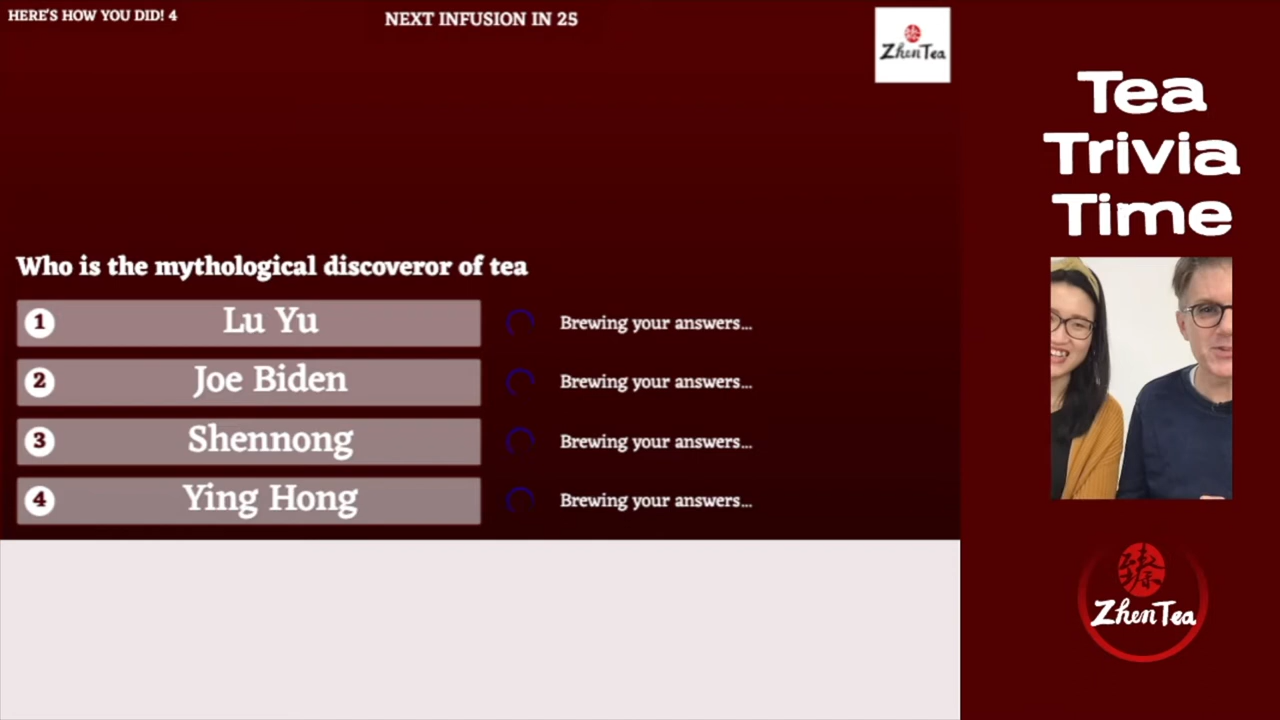 HERE'S HOW YOU DID! 4
NEXT INFUSION IN 25
ZhenTea
Tea
Trivia
Time
Who is the mythological discoveror of tea
1 Lu Yu Brewing your answers...
2 Joe Biden Brewing your answers...
3 Shennong Brewing your answers...
4 Ying Hong Brewing your answers...
臻
ZhenTea